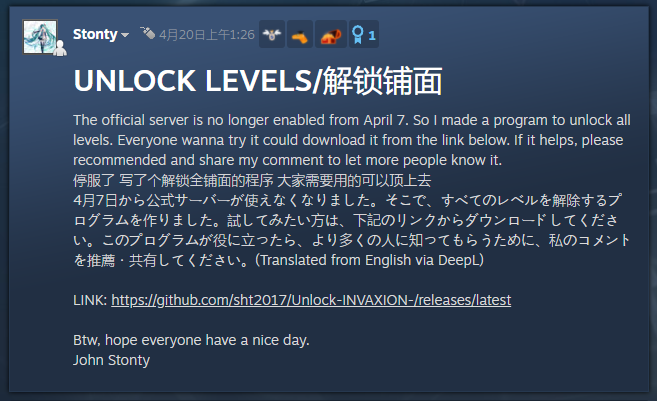 Stonty 4月20日上午1:26 1
UNLOCK LEVELS/解锁铺面
The official server is no longer enabled from April 7. So I made a program to unlock all
levels. Everyone wanna try it could download it from the link below. If it helps, please
recommended and share my comment to let more people know it.
停服了 写了个解锁全铺面的程序 大家需要用的可以顶上去
4月7日から公式サーバーが使えなくなりました。そこで、すべてのレベルを解除するプ
ログラムを作りました。試してみたい方は、下記のリンクからダウンロードしてくださ
い。このプログラムが役に立ったら、より多くの人に知ってもらうために、私のコメント
を推薦・共有してください。(Translated from English via DeepL)
LINK: https://github.com/sht2017/Unlock-INVAXION-/releases/latest
Btw, hope everyone have a nice day.
John Stonty